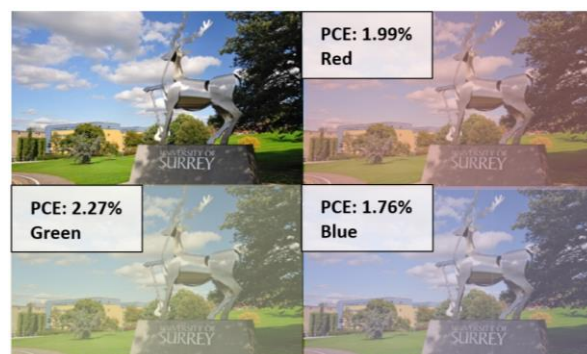 PCE: 1.99%
Red
UNIVERSITY OF
SURREY
UNIVERSITY OF
SURREY
PCE: 2.27%
Green
PCE: 1.76%
Blue
UNIVERSITY OF
SURREY
UNIVERSITY OF
SURREY